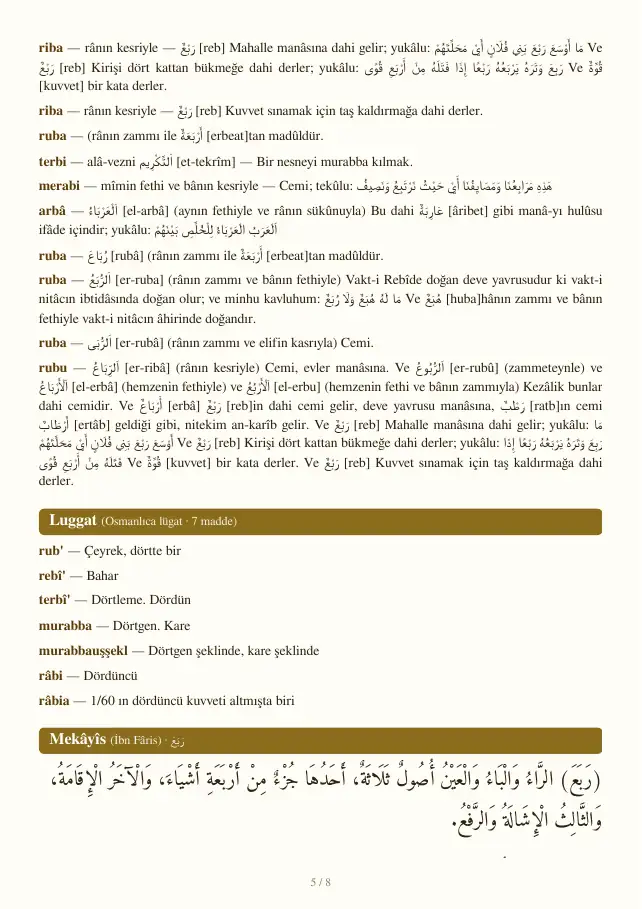 riba — rânın kesriyle — رَبْعٌ [reb] Mahalle manâsına dahi gelir; yukâlu: مَا أَوْسَعَ رَبْعَ بَنِي فُلَانٍ أَيْ مَحَلَّتَهُمْ Ve
رَبْعٌ [reb] Kirişi dört kattan bükmeğe dahi derler; yukâlu: رَبِعَ وَتَرَهُ يَرْبَعُهُ رَبْعًا إِذَا فَتَلَهُ مِنْ أَرْبَعِ قُوًى Ve قُوَّةٌ
[kuvvet] bir kata derler.
riba — rânın kesriyle — رَبْعٌ [reb] Kuvvet sınamak için taş kaldırmağa dahi derler.
ruba — (rânın zammı ile أَرْبَعَةٌ [erbeat]tan madûldür.
terbi — alâ-vezni اَلتَّكْرِيم [et-tekrîm] — Bir nesneyi murabba kılmak.
merabi — mîmin fethi ve bânın kesriyle — Cemi; tekûlu: هَذِهِ مَرَابِعُنَا وَمَصَايِفُنَا أَيْ حَيْثُ نَرْتَبِعُ وَنَصِيفُ
arbâ — اَلْعَرْبَاءُ [el-arbâ] (aynın fethiyle ve rânın sükûnuyla) Bu dahi عَارِبَةٌ [âribet] gibi manâ-yı hulûsu
ifâde içindir; yukâlu: اَلْعَرَبُ الْعَرْبَاءُ لِلْخُلَّصِ بَيْنَهُمْ
ruba — رُبَاعَ [rubâ] (rânın zammı ile أَرْبَعَةٌ [erbeat]tan madûldür.
ruba — اَلرُّبَعُ [er-ruba] (rânın zammı ve bânın fethiyle) Vakt-i Rebîde doğan deve yavrusudur ki vakt-i
nitâcın ibtidâsında doğan olur; ve minhu kavluhum: مَا لَهُ هُبَعٌ وَلَا رُبَعٌ Ve هُبَعٌ [huba]hânın zammı ve bânın
fethiyle vakt-i nitâcın âhirinde doğandır.
ruba — اَلرُّبَى [er-rubâ] (rânın zammı ve elifin kasrıyla) Cemi.
rubu — اَلرِّبَاعُ [er-ribâ] (rânın kesriyle) Cemi, evler manâsına. Ve اَلرُّبُوعُ [er-rubû] (zammeteynle) ve
اَلْأَرْبَاعُ [el-erbâ] (hemzenin fethiyle) ve اَلْأَرْبُعُ [el-erbu] (hemzenin fethi ve bânın zammıyla) Kezâlik bunlar
dahi cemidir. Ve أَرْبَاعٌ [erbâ] رَبْعٌ [reb]in dahi cemi gelir, deve yavrusu manâsına, رَطْبٌ [ratb]ın cemi
أَرْطَابٌ [ertâb] geldiği gibi, nitekim an-karîb gelir. Ve رَبْعٌ [reb] Mahalle manâsına dahi gelir; yukâlu: مَا
أَوْسَعَ رَبْعَ بَنِي فُلَانٍ أَيْ مَحَلَّتَهُمْ Ve رَبْعٌ [reb] Kirişi dört kattan bükmeğe dahi derler; yukâlu: رَبِعَ وَتَرَهُ يَرْبَعُهُ رَبْعًا إِذَا
فَتَلَهُ مِنْ أَرْبَعِ قُوًى Ve قُوَّةٌ [kuvvet] bir kata derler. Ve رَبْعٌ [reb] Kuvvet sınamak için taş kaldırmağa dahi
derler.
Luggat (Osmanlıca lügat · 7 madde)
rub' — Çeyrek, dörtte bir
rebî' — Bahar
terbî' — Dörtleme. Dördün
murabba — Dörtgen. Kare
murabbauşşekl — Dörtgen şeklinde, kare şeklinde
râbi — Dördüncü
râbia — 1/60 ın dördüncü kuvveti altmışta biri
Mekâyîs (İbn Fâris) · رَبَعَ
(رَبَعَ) الرَّاءُ وَالْبَاءُ وَالْعَيْنُ أُصُولٌ ثَلَاثَةٌ، أَحَدُهَا جُزْءٌ مِنْ أَرْبَعَةِ أَشْيَاءَ، وَالْآخَرُ الْإِقَامَةُ،
وَالثَّالِثُ الْإِشَالَةُ وَالرَّفْعُ.
.
5 / 8